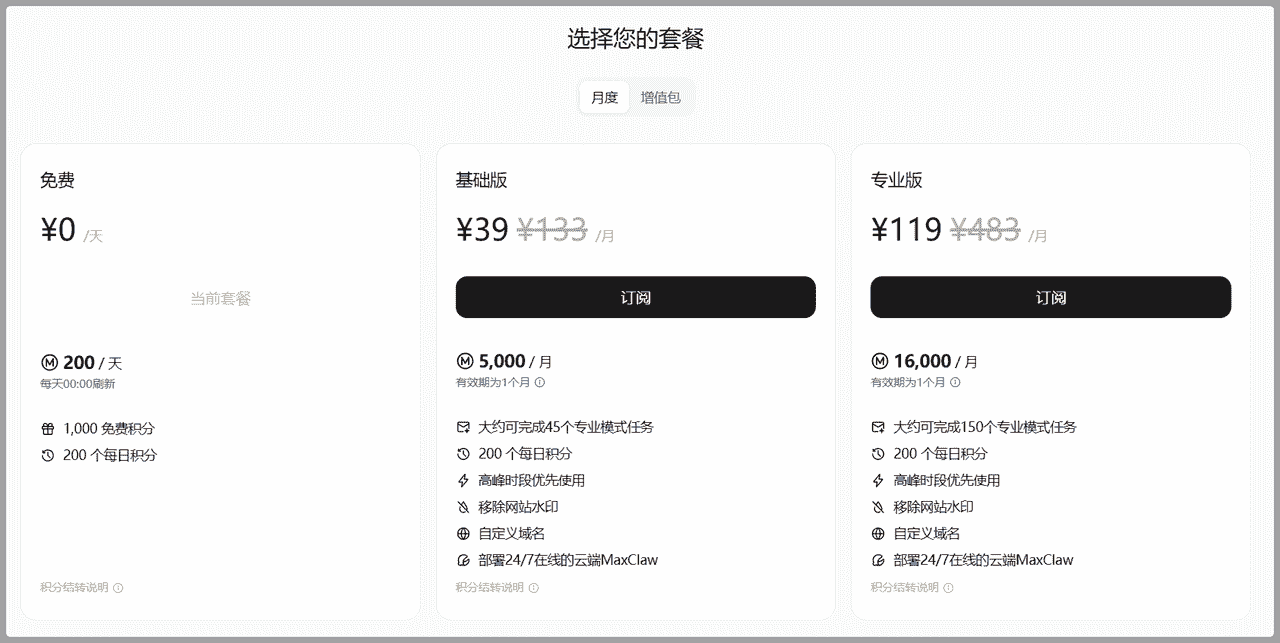 选择您的套餐
月度 增值包
免费
¥0 /天
当前套餐
200 / 天
每天00:00刷新
1,000 免费积分
200 个每日积分
积分结转说明
基础版
¥39 ¥133 /月
订阅
5,000 / 月
有效期为1个月
大约可完成45个专业模式任务
200 个每日积分
高峰时段优先使用
移除网站水印
自定义域名
部署24/7在线的云端MaxClaw
积分结转说明
专业版
¥119 ¥483 /月
订阅
16,000 / 月
有效期为1个月
大约可完成150个专业模式任务
200 个每日积分
高峰时段优先使用
移除网站水印
自定义域名
部署24/7在线的云端MaxClaw
积分结转说明